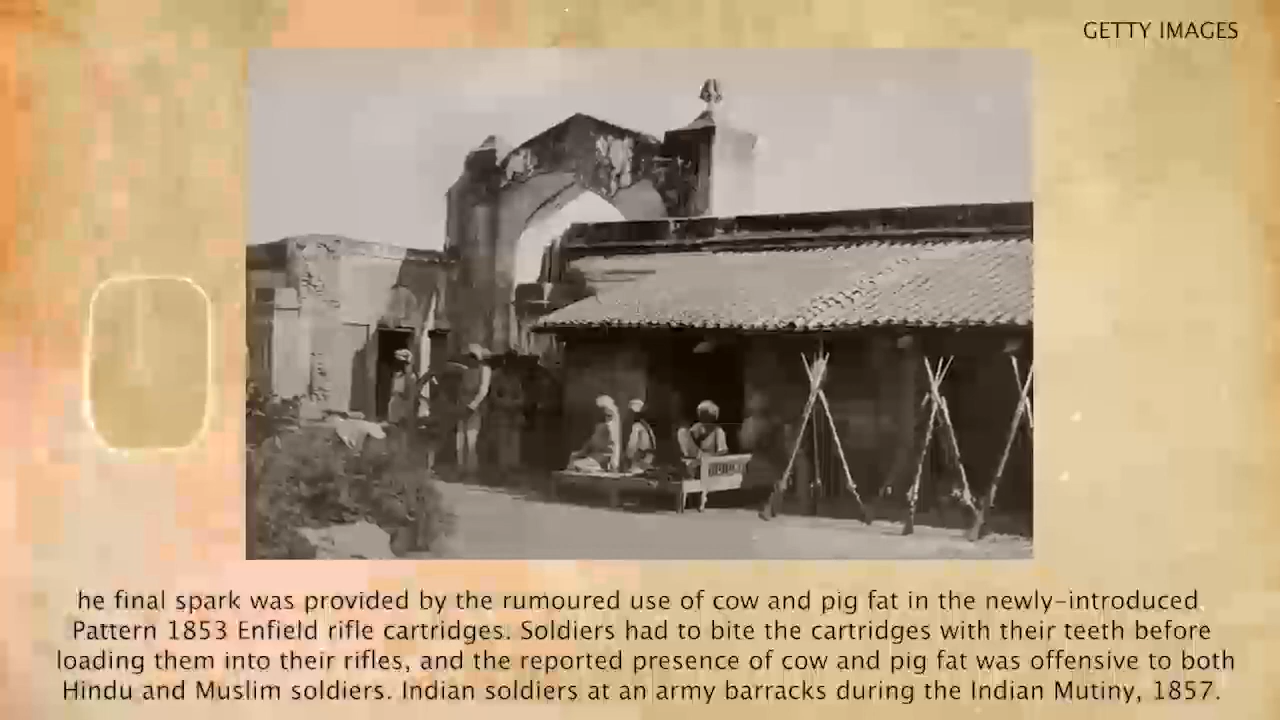 GETTY IMAGES
he final spark was provided by the rumoured use of cow and pig fat in the newly-introduced
Pattern 1853 Enfield rifle cartridges. Soldiers had to bite the cartridges with their teeth before
loading them into their rifles, and the reported presence of cow and pig fat was offensive to both
Hindu and Muslim soldiers. Indian soldiers at an army barracks during the Indian Mutiny, 1857.